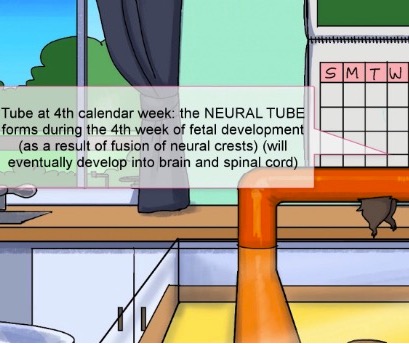 S M T W
Tube at 4th calendar week: the NEURAL TUBE
forms during the 4th week of fetal development
(as a result of fusion of neural crests) (will
eventually develop into brain and spinal cord)